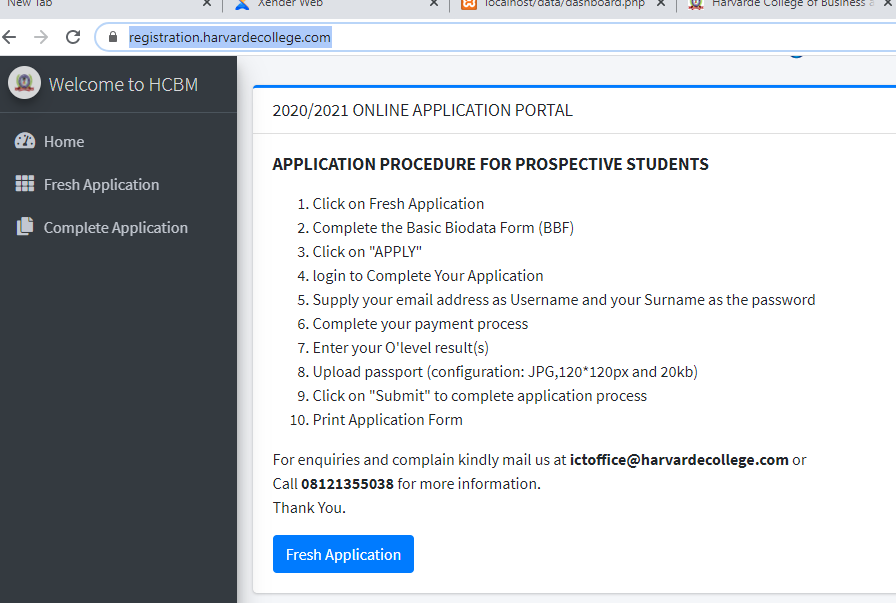 New Tab
Xender Web
localhost/data/dashboard.php
Harvarde College of Business a
registration.harvardecollege.com
Welcome to HCBM
Home
Fresh Application
Complete Application
2020/2021 ONLINE APPLICATION PORTAL
APPLICATION PROCEDURE FOR PROSPECTIVE STUDENTS
1. Click on Fresh Application
2. Complete the Basic Biodata Form (BBF)
3. Click on "APPLY"
4. login to Complete Your Application
5. Supply your email address as Username and your Surname as the password
6. Complete your payment process
7. Enter your O'level result(s)
8. Upload passport (configuration: JPG,120*120px and 20kb)
9. Click on "Submit" to complete application process
10. Print Application Form
For enquiries and complain kindly mail us at ictoffice@harvardecollege.com or
Call 08121355038 for more information.
Thank You.
Fresh Application